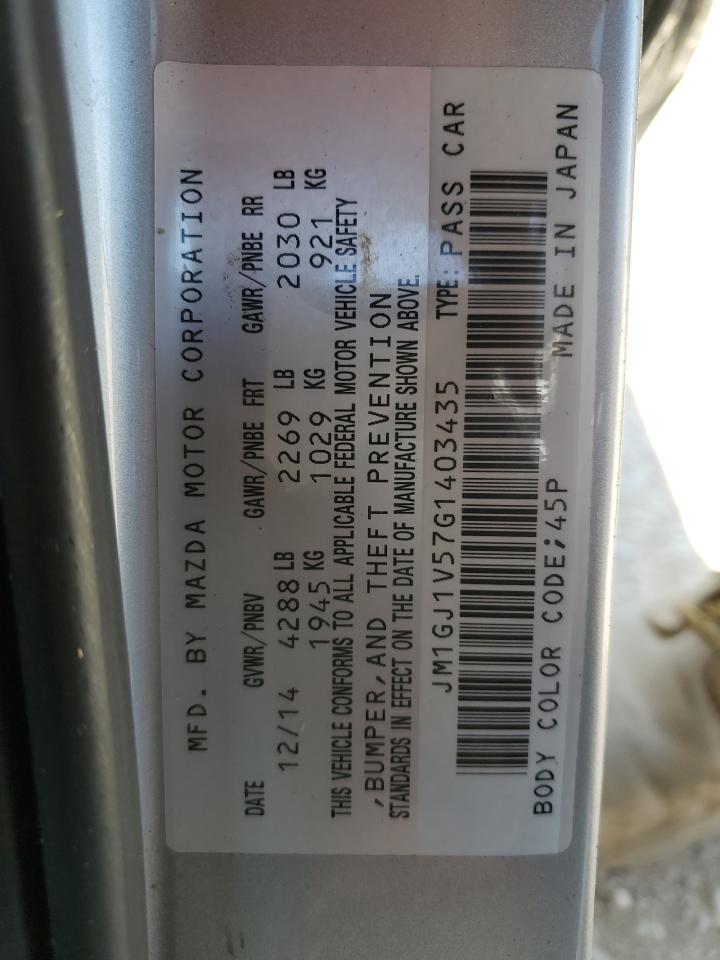 MFD. BY MAZDA MOTOR CORPORATION
DATE GVWR/PNBV GAWR/PNBE FRT GAWR/PNBE RR
12/14 4288 LB 2269 LB 2030 LB
1945 KG 1029 KG 921 KG
THIS VEHICLE CONFORMS TO ALL APPLICABLE FEDERAL MOTOR VEHICLE SAFETY
,BUMPER,AND THEFT PREVENTION
STANDARDS IN EFFECT ON THE DATE OF MANUFACTURE SHOWN ABOVE.
JM1GJ1V57G1403435 TYPE: PASS CAR
BODY COLOR CODE;45P MADE IN JAPAN